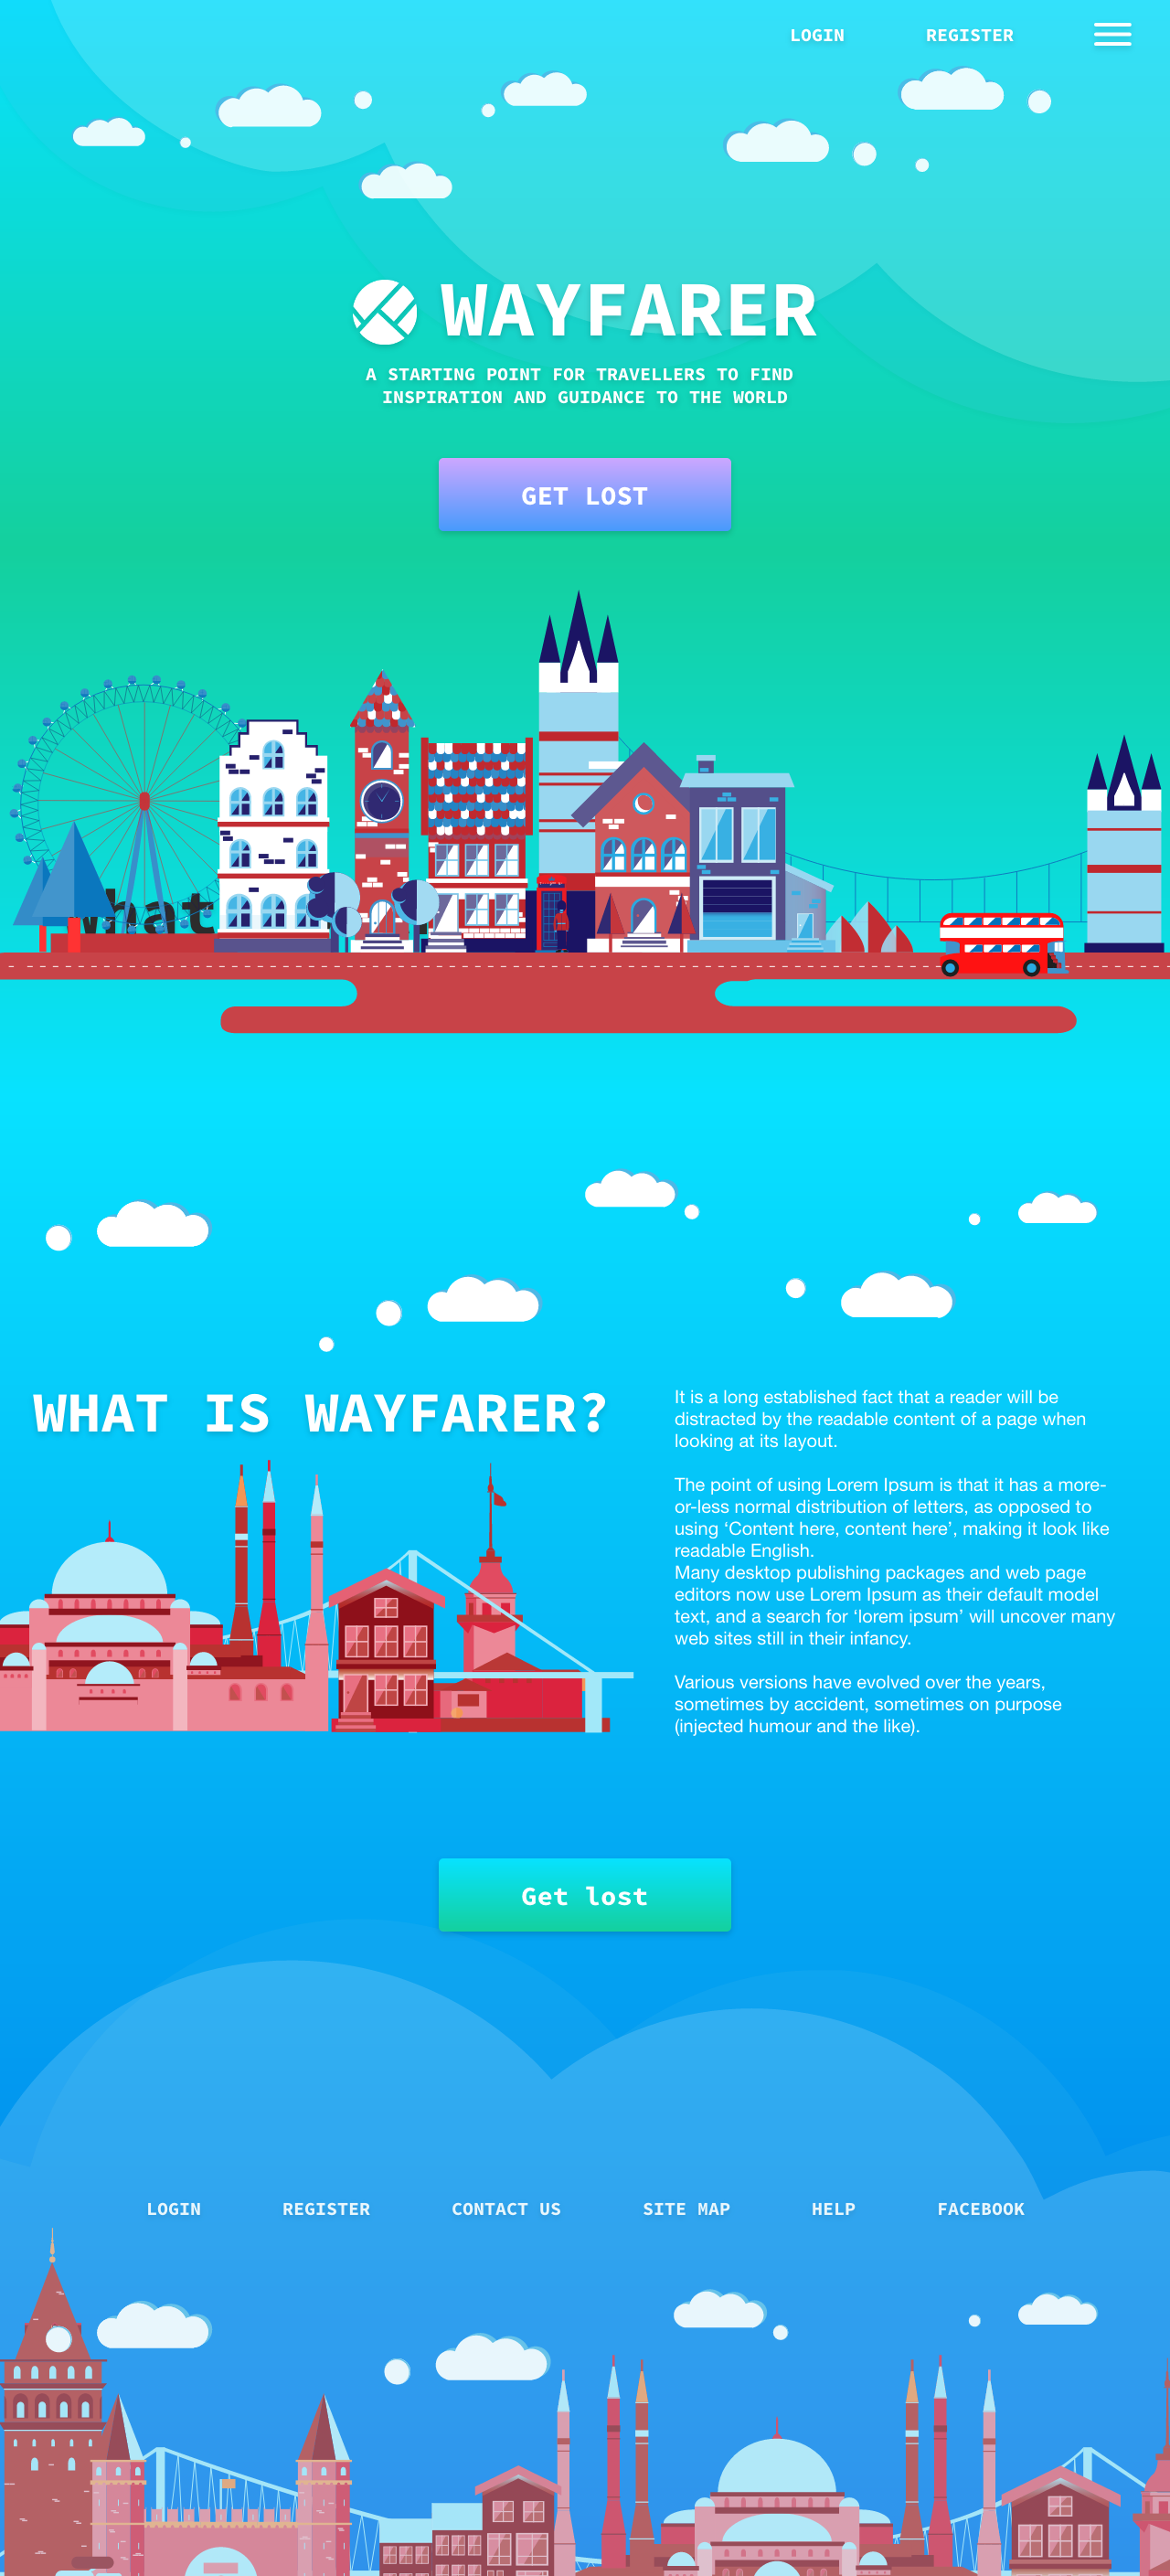 LOGIN
REGISTER
WAYFARER
A STARTING POINT FOR TRAVELLERS TO FIND
INSPIRATION AND GUIDANCE TO THE WORLD
GET LOST
what
WHAT IS WAYFARER?
It is a long established fact that a reader will be
distracted by the readable content of a page when
looking at its layout.
The point of using Lorem Ipsum is that it has a more-
or-less normal distribution of letters, as opposed to
using ‘Content here, content here’, making it look like
readable English.
Many desktop publishing packages and web page
editors now use Lorem Ipsum as their default model
text, and a search for ‘lorem ipsum’ will uncover many
web sites still in their infancy.
Various versions have evolved over the years,
sometimes by accident, sometimes on purpose
(injected humour and the like).
Get lost
LOGIN
REGISTER
CONTACT US
SITE MAP
HELP
FACEBOOK